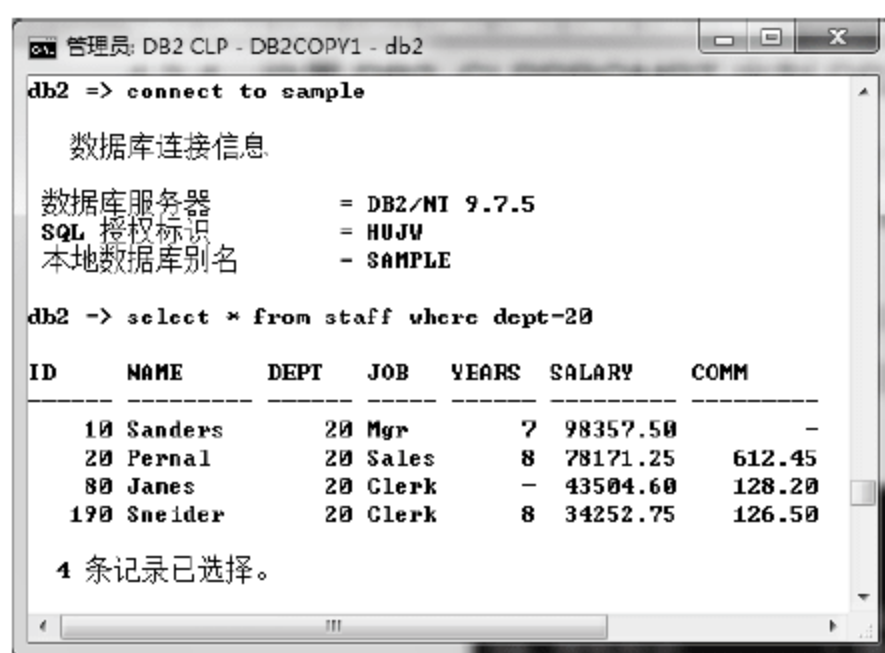 管理员: DB2 CLP - DB2COPY1 - db2
db2 => connect to sample
数据库连接信息
数据库服务器 = DB2/NT 9.7.5
SQL 授权标识 = HUJW
本地数据库别名 = SAMPLE
db2 => select * from staff where dept=20
ID NAME DEPT JOB YEARS SALARY COMM
------ --------- ------ ----- ------ --------- ---------
10 Sanders 20 Mgr 7 98357.50 -
20 Pernal 20 Sales 8 78171.25 612.45
80 James 20 Clerk - 43504.60 128.20
190 Sneider 20 Clerk 8 34252.75 126.50
4 条记录已选择。